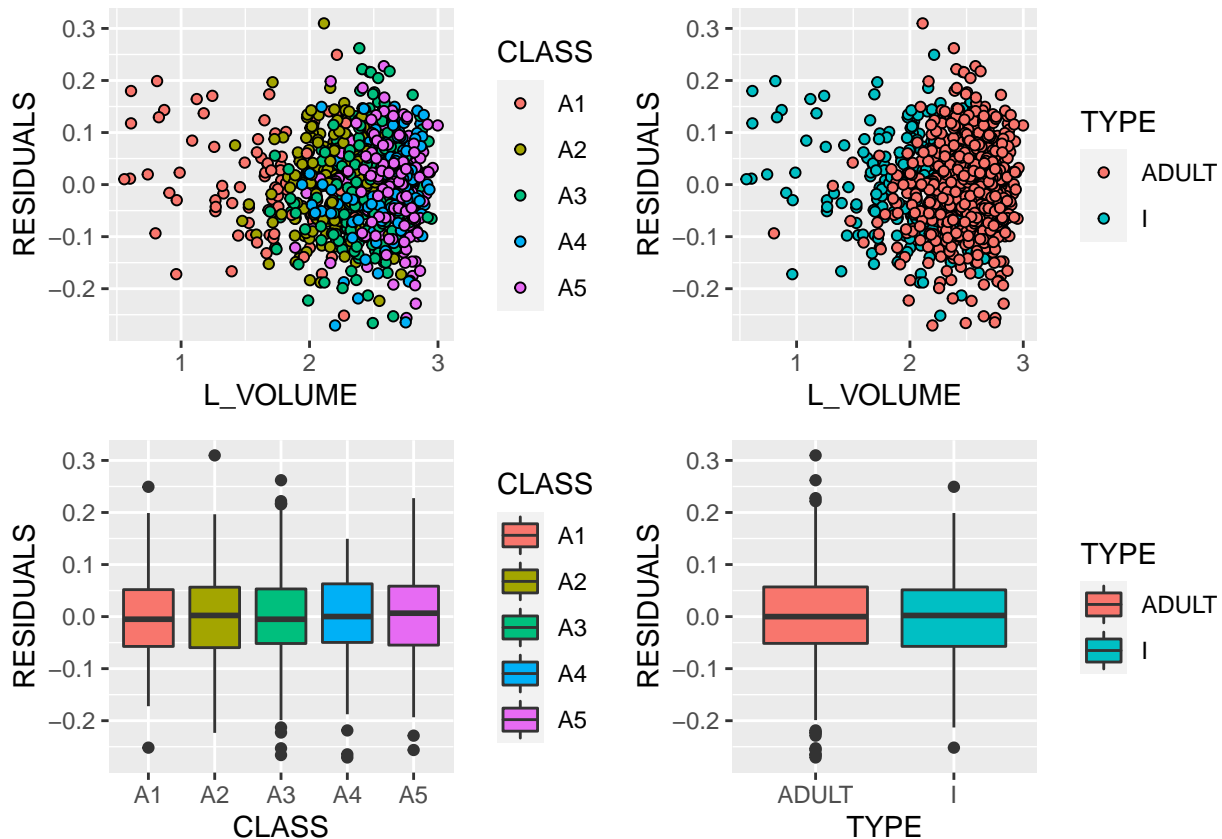 RESIDUALS
0.3
0.2
0.1
0.0
−0.1
−0.2
1 2 3
L_VOLUME
CLASS
A1
A2
A3
A4
A5
RESIDUALS
0.3
0.2
0.1
0.0
−0.1
−0.2
1 2 3
L_VOLUME
TYPE
ADULT
I
RESIDUALS
0.3
0.2
0.1
0.0
−0.1
−0.2
A1 A2 A3 A4 A5
CLASS
CLASS
A1
A2
A3
A4
A5
RESIDUALS
0.3
0.2
0.1
0.0
−0.1
−0.2
ADULT I
TYPE
TYPE
ADULT
I